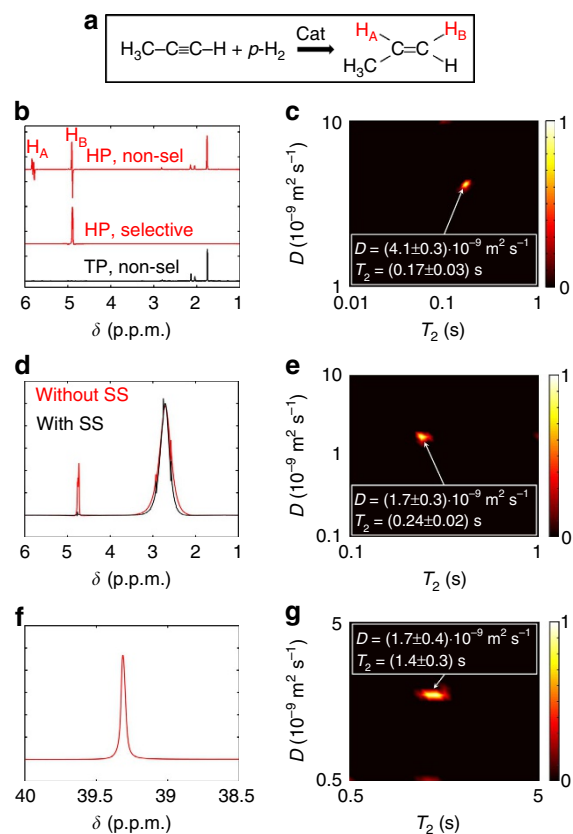 a
H₃C–C≡C–H + p-H₂
Cat
H_A
H_B
C=C
H₃C
H
b
H_A
H_B
HP, non-sel
HP, selective
TP, non-sel
6 5 4 3 2 1
δ (p.p.m.)
c
10
1
D (10⁻⁹ m² s⁻¹)
D = (4.1±0.3)·10⁻⁹ m² s⁻¹
T₂ = (0.17±0.03) s
0.01 0.1 1
T₂ (s)
1
0
d
Without SS
With SS
6 5 4 3 2 1
δ (p.p.m.)
e
10
1
0.1
D (10⁻⁹ m² s⁻¹)
D = (1.7±0.3)·10⁻⁹ m² s⁻¹
T₂ = (0.24±0.02) s
0.1 1
T₂ (s)
1
0
f
40 39.5 39 38.5
δ (p.p.m.)
g
5
0.5
D (10⁻⁹ m² s⁻¹)
D = (1.7±0.4)·10⁻⁹ m² s⁻¹
T₂ = (1.4±0.3) s
0.5 5
T₂ (s)
1
0